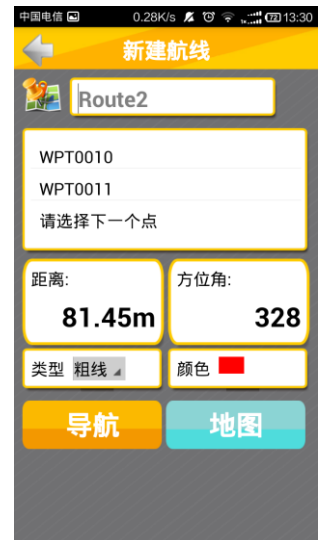 中国电信 0.28K/s 72 13:30
新建航线
Route2
WPT0010
WPT0011
请选择下一个点
距离: 方位角:
81.45m 328
类型 粗线 颜色
导航 地图